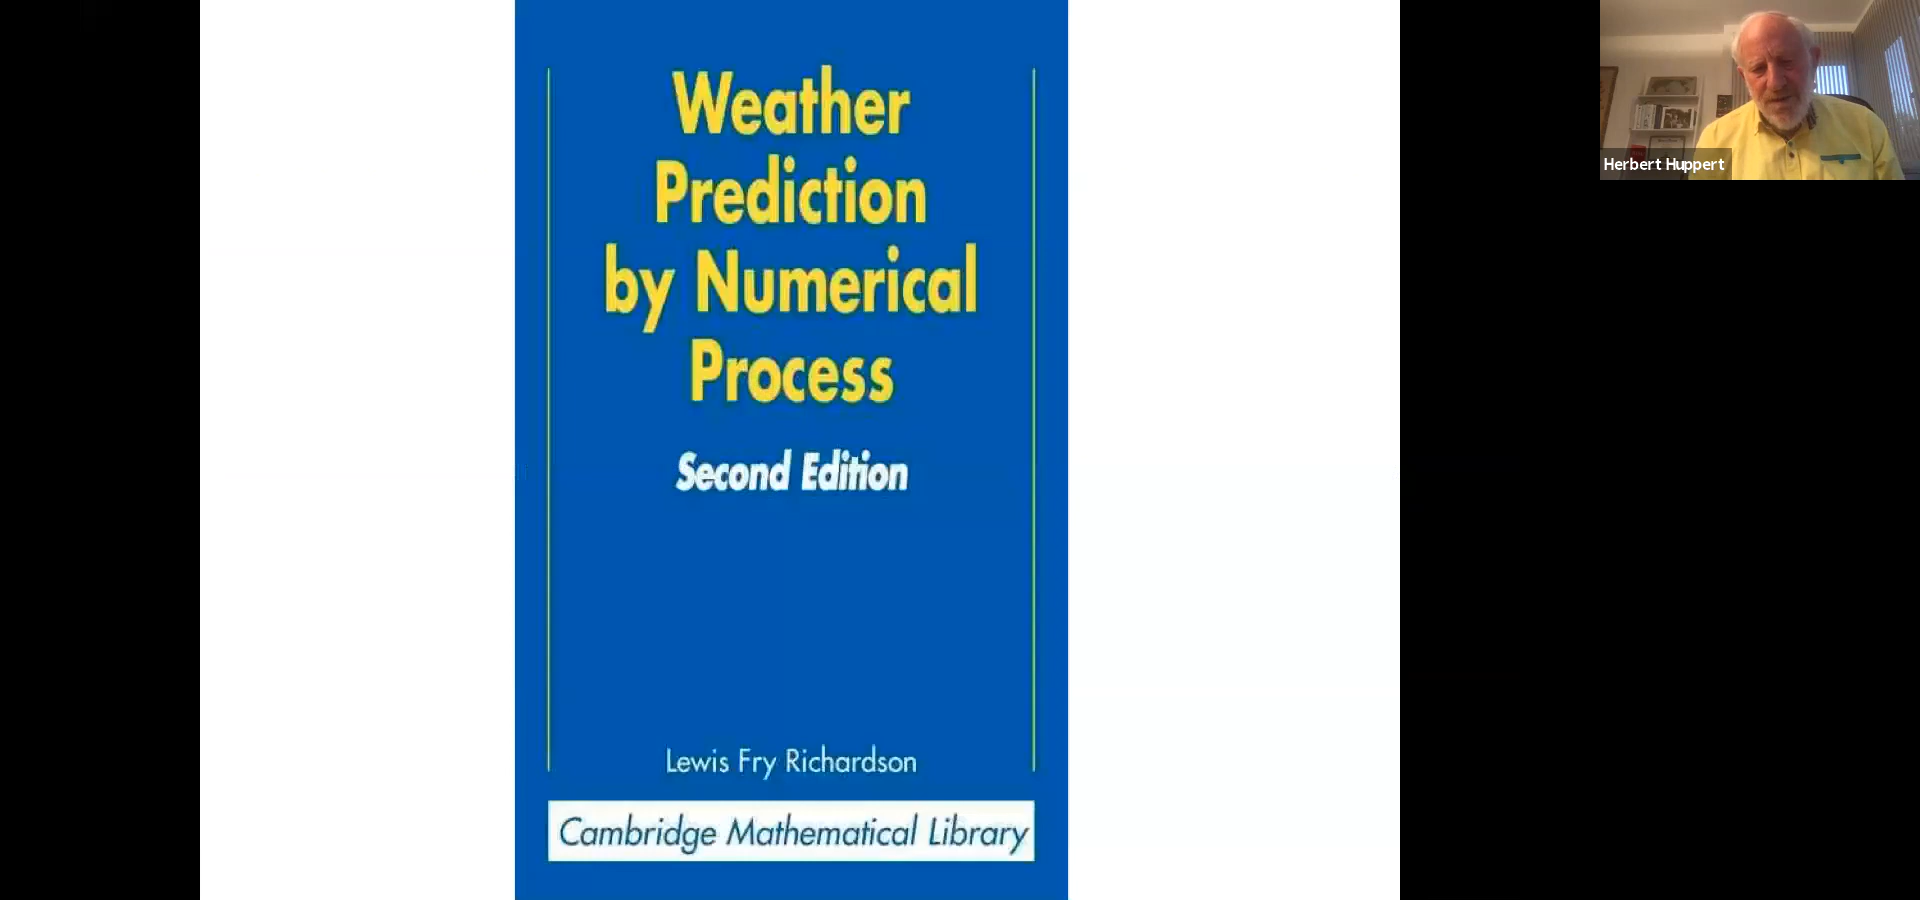 Weather
Prediction
by Numerical
Process
Second Edition
Lewis Fry Richardson
Cambridge Mathematical Library
Herbert Huppert